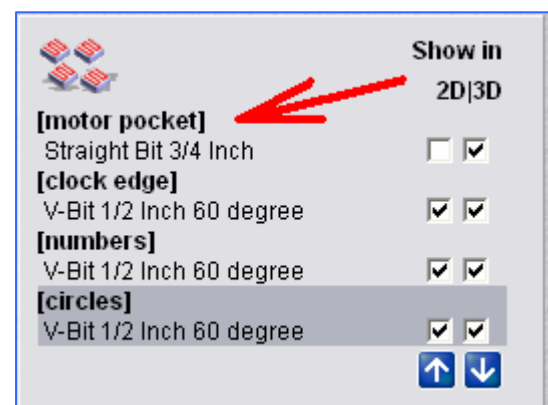 Show in
2D|3D
[motor pocket]
Straight Bit 3/4 Inch
[clock edge]
V-Bit 1/2 Inch 60 degree
[numbers]
V-Bit 1/2 Inch 60 degree
[circles]
V-Bit 1/2 Inch 60 degree